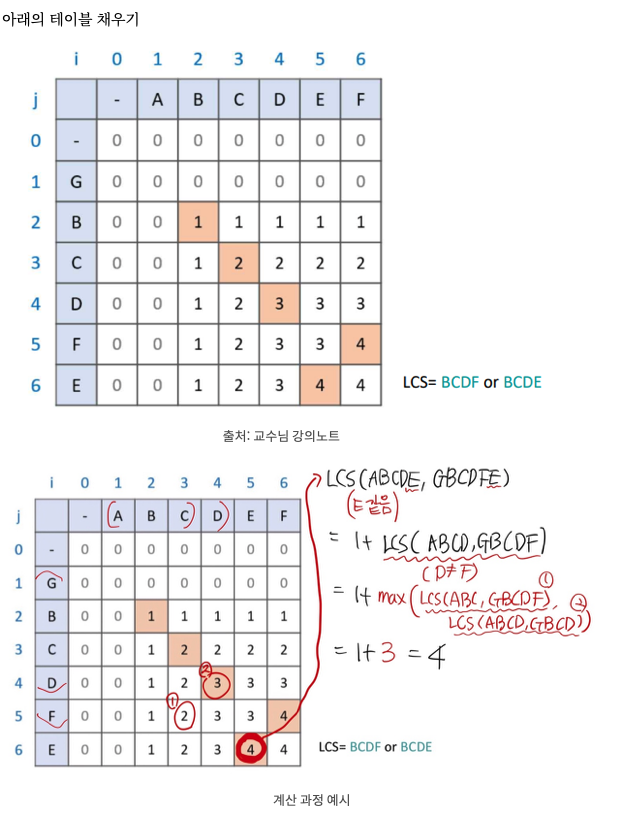 아래의 테이블 채우기
i 0 1 2 3 4 5 6
j - A B C D E F
0 - 0 0 0 0 0 0 0
1 G 0 0 0 0 0 0 0
2 B 0 0 1 1 1 1 1
3 C 0 0 1 2 2 2 2
4 D 0 0 1 2 3 3 3
5 F 0 0 1 2 3 3 4
6 E 0 0 1 2 3 4 4
LCS= BCDF or BCDE
출처: 교수님 강의노트
i 0 1 2 3 4 5 6
j - (A B C) D) E F
0 - 0 0 0 0 0 0 0
1 G 0 0 0 0 0 0 0
2 B 0 0 1 1 1 1 1
3 C 0 0 1 2 2 2 2
4 D 0 0 1 2 ② 3 3 3
5 F 0 0 1 ① 2 3 3 4
6 E 0 0 1 2 3 4 4
LCS(ABCDE, GBCDFE)
(E 같음)
= 1+ LCS( ABCD, GBCDF)
(D≠F)
= 1+ max(LCS(ABC, GBCDF) ①,
LCS(ABCD, GBCD)) ②
= 1+3 = 4
LCS= BCDF or BCDE
계산 과정 예시